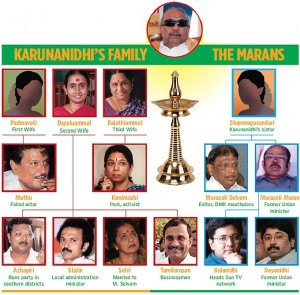 KARUNANIDHI'S FAMILY
THE MARANS
Padmavati
First Wife
Dayaluammal
Second Wife
Rajathiammal
Third Wife
Shanmugasundari
Karunanidhi's sister
Muthu
Failed actor
Kanimozhi
Poet, activist
Murasoli Selvam
Editor, DMK mouthpiece
Murasoli Maran
Former Union
minister
Azhagiri
Runs party in
southern districts
Stalin
Local administration
minister
Selvi
Married to
M. Selvam
Tamilarasan
Businessman
Kalanidhi
Heads Sun TV
network
Dayanidhi
Former Union
minister